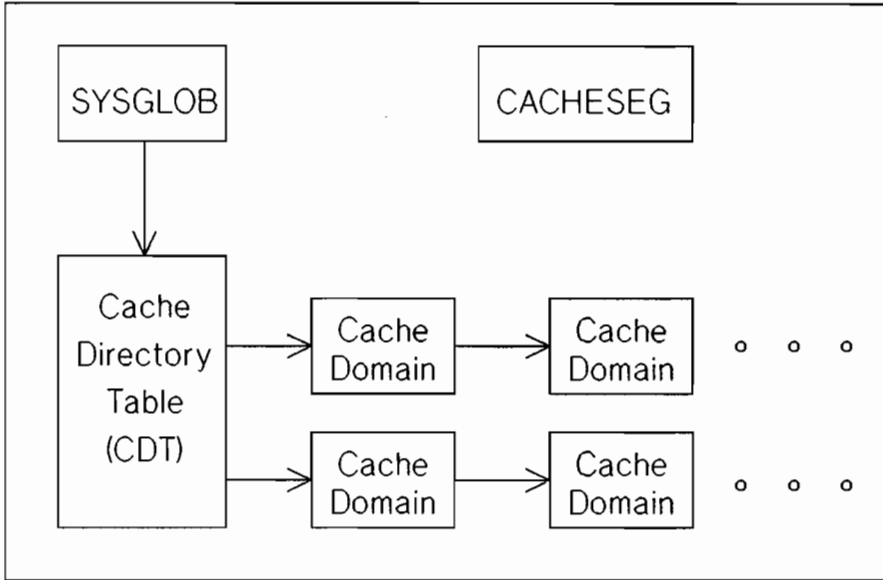 SYSGLOB
CACHESEG
Cache
Directory
Table
(CDT)
Cache
Domain
Cache
Domain
Cache
Domain
Cache
Domain